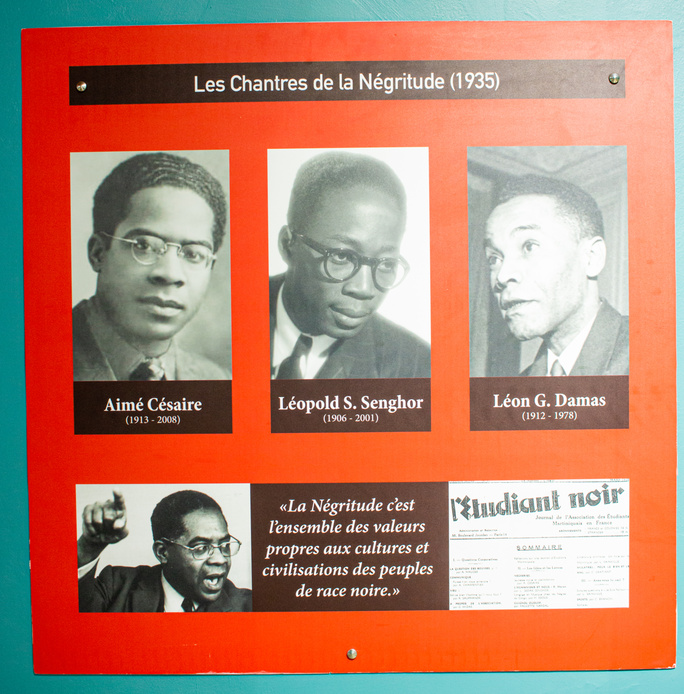 Les Chantres de la Négritude (1935)
Aimé Césaire
(1913 - 2008)
Léopold S. Senghor
(1906 - 2001)
Léon G. Damas
(1912 - 1978)
«La Négritude c'est
l'ensemble des valeurs
propres aux cultures et
civilisations des peuples
de race noire.»
l'Étudiant noir
Journal de l'Association des Étudiants
Martiniquais en France
SOMMAIRE